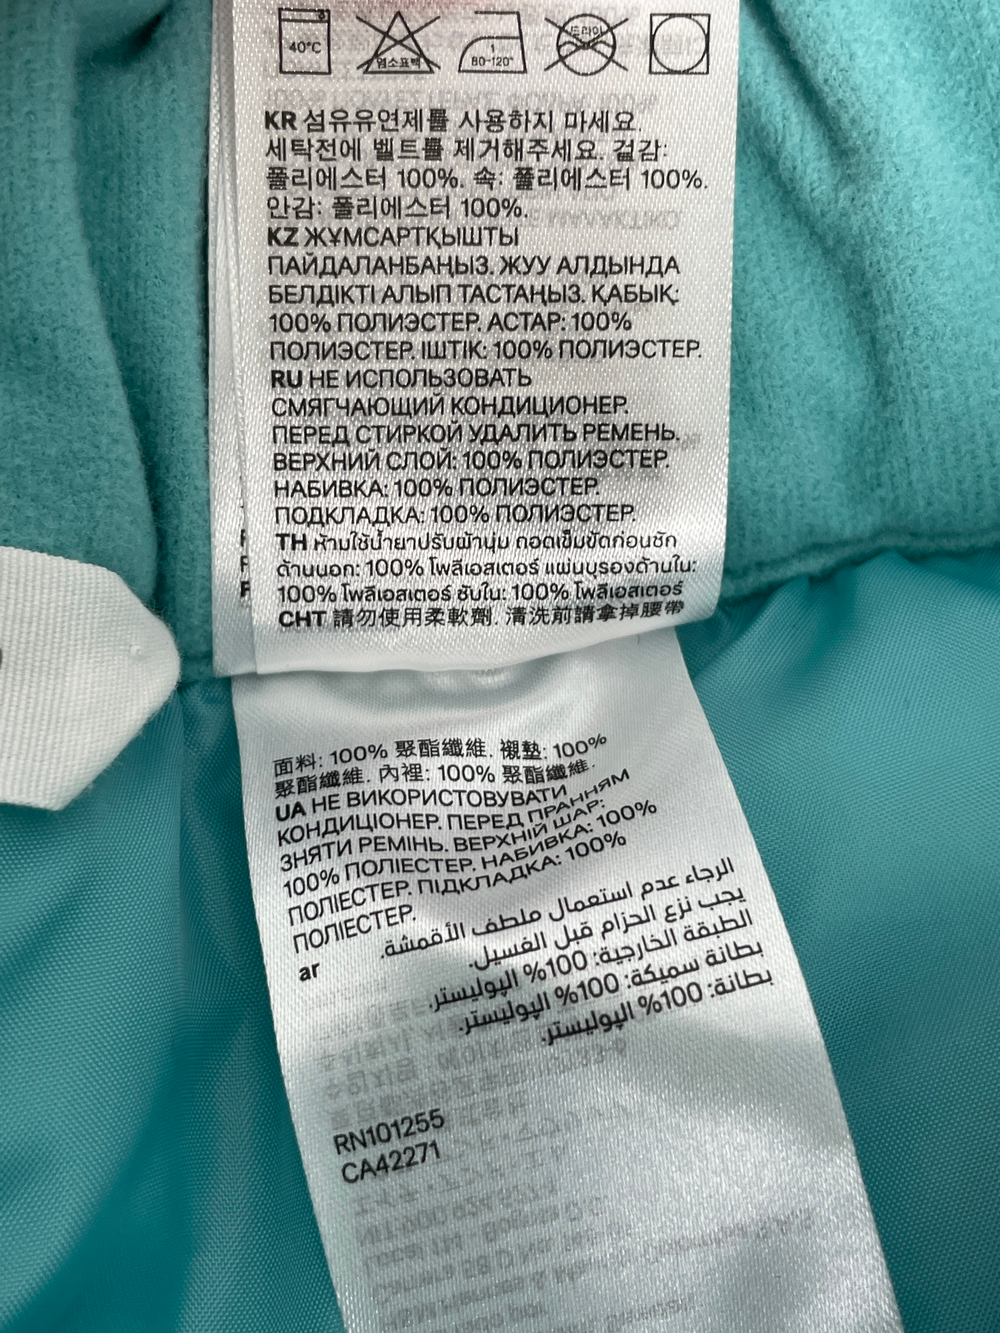 40°C
염소표백
1
80-120°
드라이
KR 섬유유연제를 사용하지 마세요.
세탁전에 벨트를 제거해주세요. 겉감:
폴리에스터 100%. 속: 폴리에스터 100%.
안감: 폴리에스터 100%.
KZ ЖҰМСАРТҚЫШТЫ
ПАЙДАЛАНБАҢЫЗ. ЖУУ АЛДЫНДА
БЕЛДІКТІ АЛЫП ТАСТАҢЫЗ. ҚАБЫҚ:
100% ПОЛИЭСТЕР. АСТАР: 100%
ПОЛИЭСТЕР. ІШТІК: 100% ПОЛИЭСТЕР.
RU НЕ ИСПОЛЬЗОВАТЬ
СМЯГЧАЮЩИЙ КОНДИЦИОНЕР.
ПЕРЕД СТИРКОЙ УДАЛИТЬ РЕМЕНЬ.
ВЕРХНИЙ СЛОЙ: 100% ПОЛИЭСТЕР.
НАБИВКА: 100% ПОЛИЭСТЕР.
ПОДКЛАДКА: 100% ПОЛИЭСТЕР.
TH ห้ามใช้น้ำยาปรับผ้านุ่ม ถอดเข็มขัดก่อนซัก
ด้านนอก: 100% โพลีเอสเตอร์ แผ่นบุรองด้านใน:
100% โพลีเอสเตอร์ ซับใน: 100% โพลีเอสเตอร์
CHT 請勿使用柔軟劑. 清洗前請拿掉腰帶
面料: 100% 聚酯纖維. 襯墊: 100%
聚酯纖維. 內裡: 100% 聚酯纖維.
UA НЕ ВИКОРИСТОВУВАТИ
КОНДИЦІОНЕР. ПЕРЕД ПРАННЯМ
ЗНЯТИ РЕМІНЬ. ВЕРХНІЙ ШАР:
100% ПОЛІЕСТЕР. НАБИВКА: 100%
ПОЛІЕСТЕР. ПІДКЛАДКА: 100%
ПОЛІЕСТЕР.
ar
الرجاء عدم استعمال ملطف الأقمشة.
يجب نزع الحزام قبل الغسيل.
الطبقة الخارجية: 100% البوليستر.
بطانة سميكة: 100% البوليستر.
بطانة: 100% البوليستر.
RN101255
CA42271